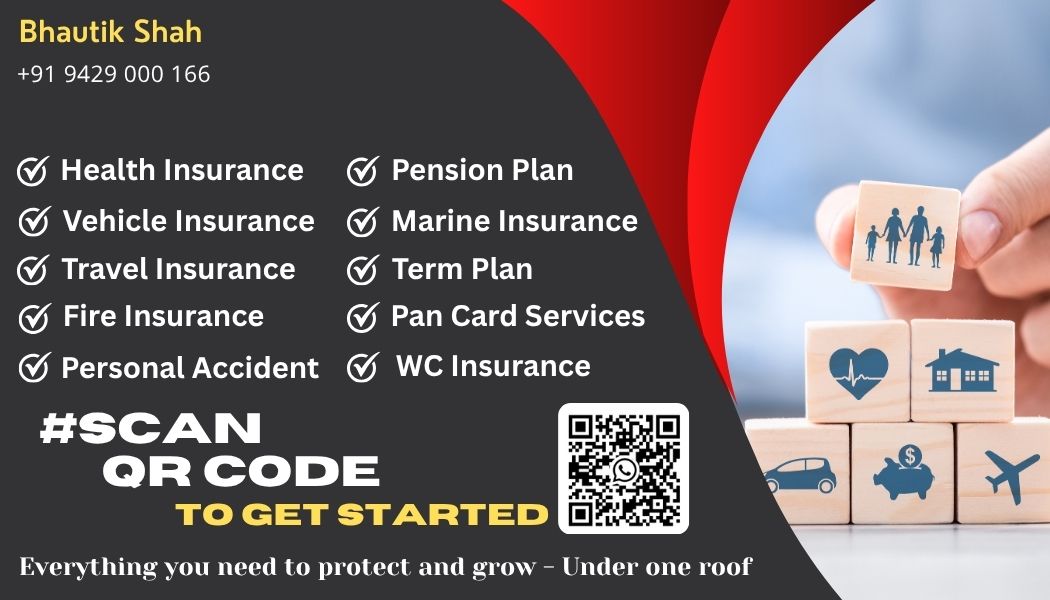 Bhautik Shah
+91 9429 000 166
Health Insurance
Vehicle Insurance
Travel Insurance
Fire Insurance
Personal Accident
Pension Plan
Marine Insurance
Term Plan
Pan Card Services
WC Insurance
#SCAN
QR CODE
TO GET STARTED
Everything you need to protect and grow - Under one roof
$